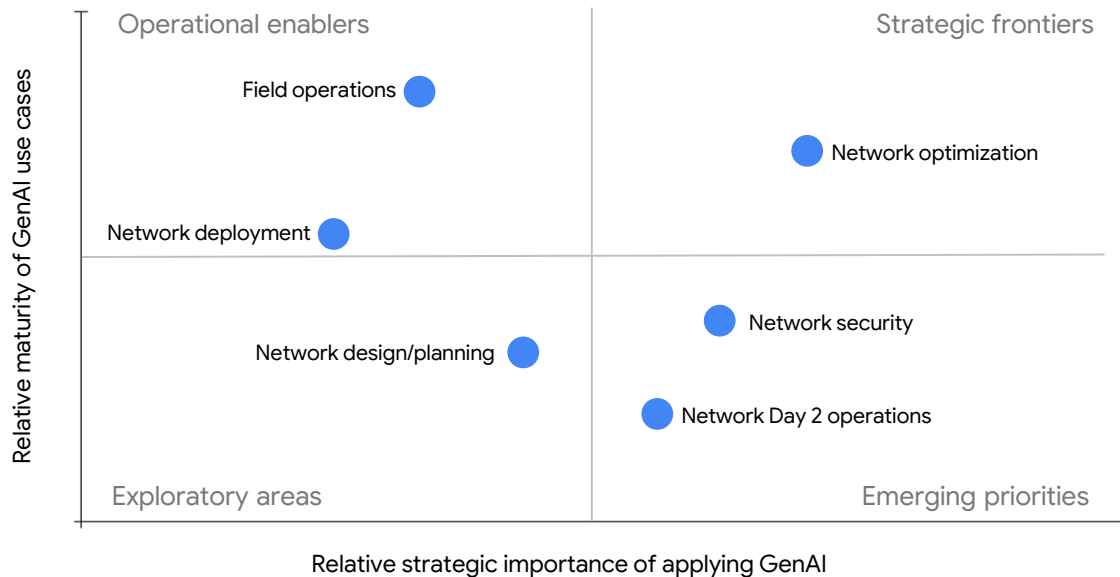 Operational enablers
Strategic frontiers
Field operations
Network optimization
Network deployment
Network security
Network design/planning
Network Day 2 operations
Exploratory areas
Emerging priorities
Relative maturity of GenAI use cases
Relative strategic importance of applying GenAI